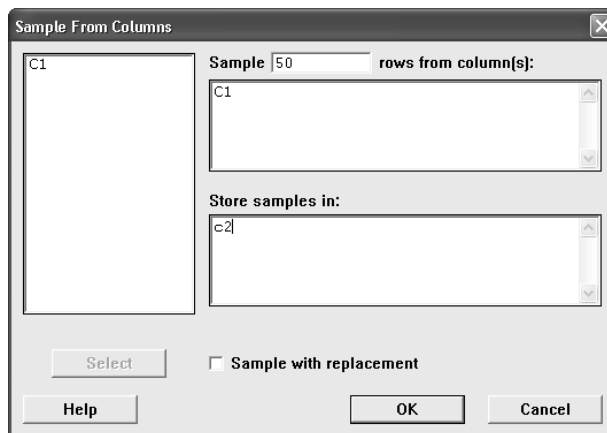 Sample From Columns
C1
Sample 50 rows from column(s):
C1
Store samples in:
c2
Select
Sample with replacement
Help
OK
Cancel